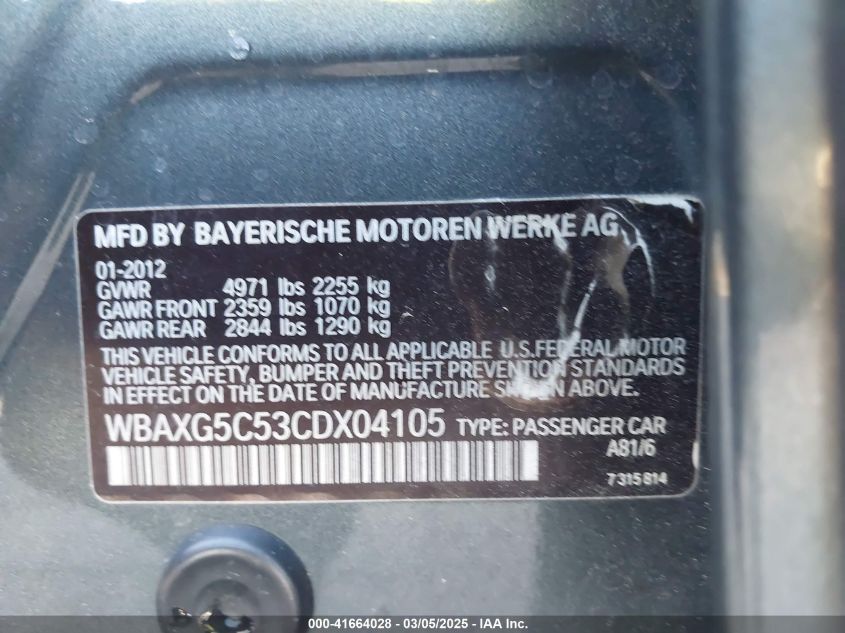 MFD BY BAYERISCHE MOTOREN WERKE AG
01-2012
GVWR 4971 lbs 2255 kg
GAWR FRONT 2359 lbs 1070 kg
GAWR REAR 2844 lbs 1290 kg
THIS VEHICLE CONFORMS TO ALL APPLICABLE U.S.FEDERAL MOTOR
VEHICLE SAFETY, BUMPER AND THEFT PREVENTION STANDARDS
IN EFFECT ON THE DATE OF MANUFACTURE SHOWN ABOVE.
WBAXG5C53CDX04105 TYPE: PASSENGER CAR
A81/6
7315814
©-41664028 - 03/05/2025 - IAA Inc.